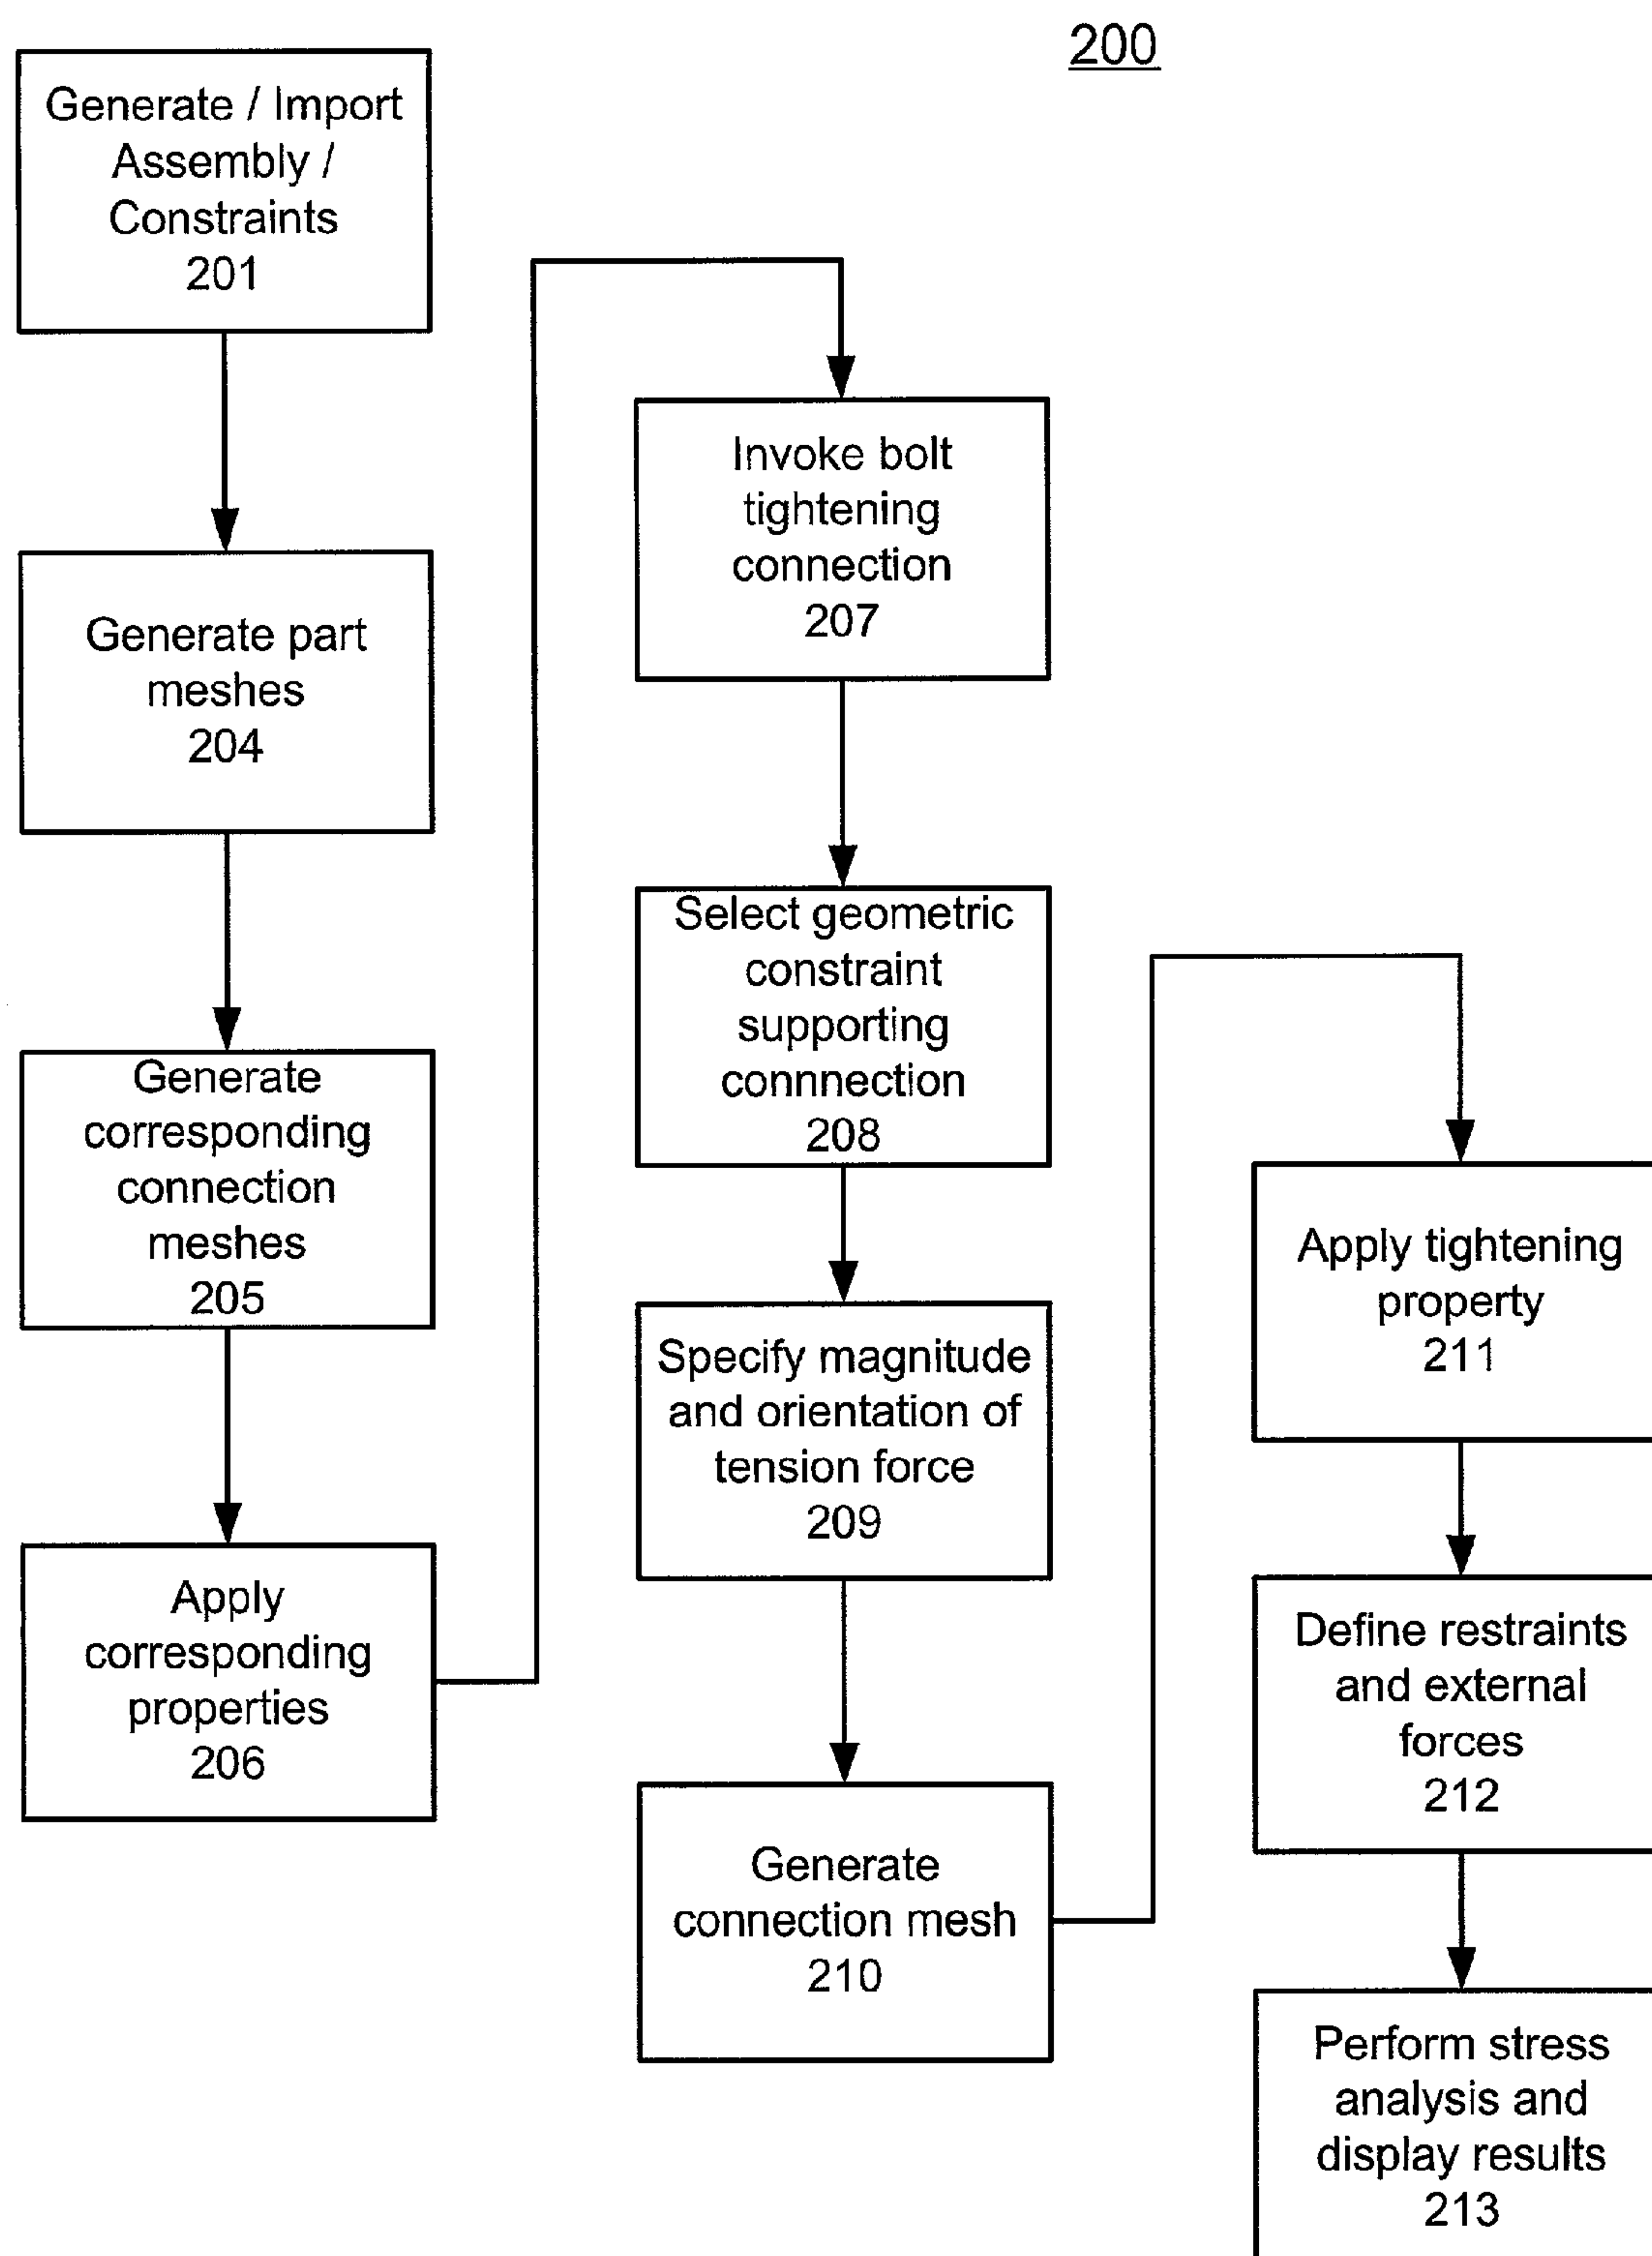 200
Generate / Import
Assembly /
Constraints
201
Generate part
meshes
204
Generate
corresponding
connection
meshes
205
Apply
corresponding
properties
206
Invoke bolt
tightening
connection
207
Select geometric
constraint
supporting
connnection
208
Specify magnitude
and orientation of
tension force
209
Generate
connection mesh
210
Apply tightening
property
211
Define restraints
and external
forces
212
Perform stress
analysis and
display results
213